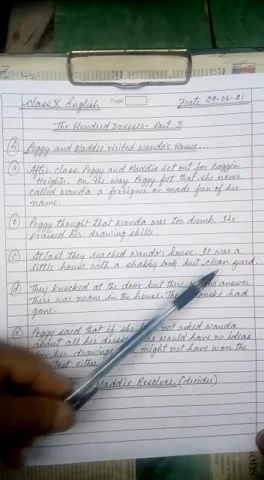 Class X English Page Date 29-06-21
The Hundred Dresses - Part II
Peggy and Maddie visited Wanda's House...
(a) After class Peggy and Maddie set out for Boggin
Heights. On the way Peggy felt that she never
called Wanda a foreigner or made fun of her
name.
(b) Peggy thought that Wanda was too dumb. She
praised her drawing skills.
(c) At last they reached Wanda's house. It was a
little house with a shabby look but clean yard.
(d) They knocked at the door but there no answer
There was no one in the house. The had
gone.
(e) Peggy said that if she not asked Wanda
about all her dresses she would have no ideas
for her drawings might not have won the
Maddie Resolves (decides)